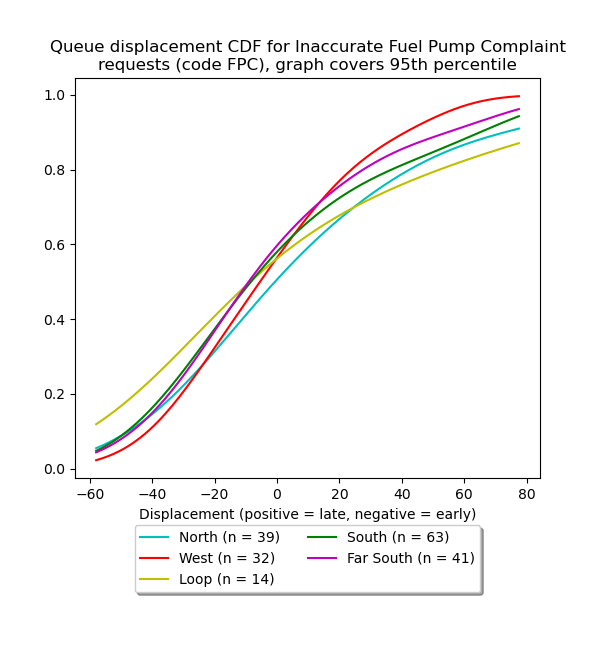 Queue displacement CDF for Inaccurate Fuel Pump Complaint
requests (code FPC), graph covers 95th percentile
1.0
0.8
0.6
0.4
0.2
0.0
−60 −40 −20 0 20 40 60 80
Displacement (positive = late, negative = early)
North (n = 39) South (n = 63)
West (n = 32) Far South (n = 41)
Loop (n = 14)